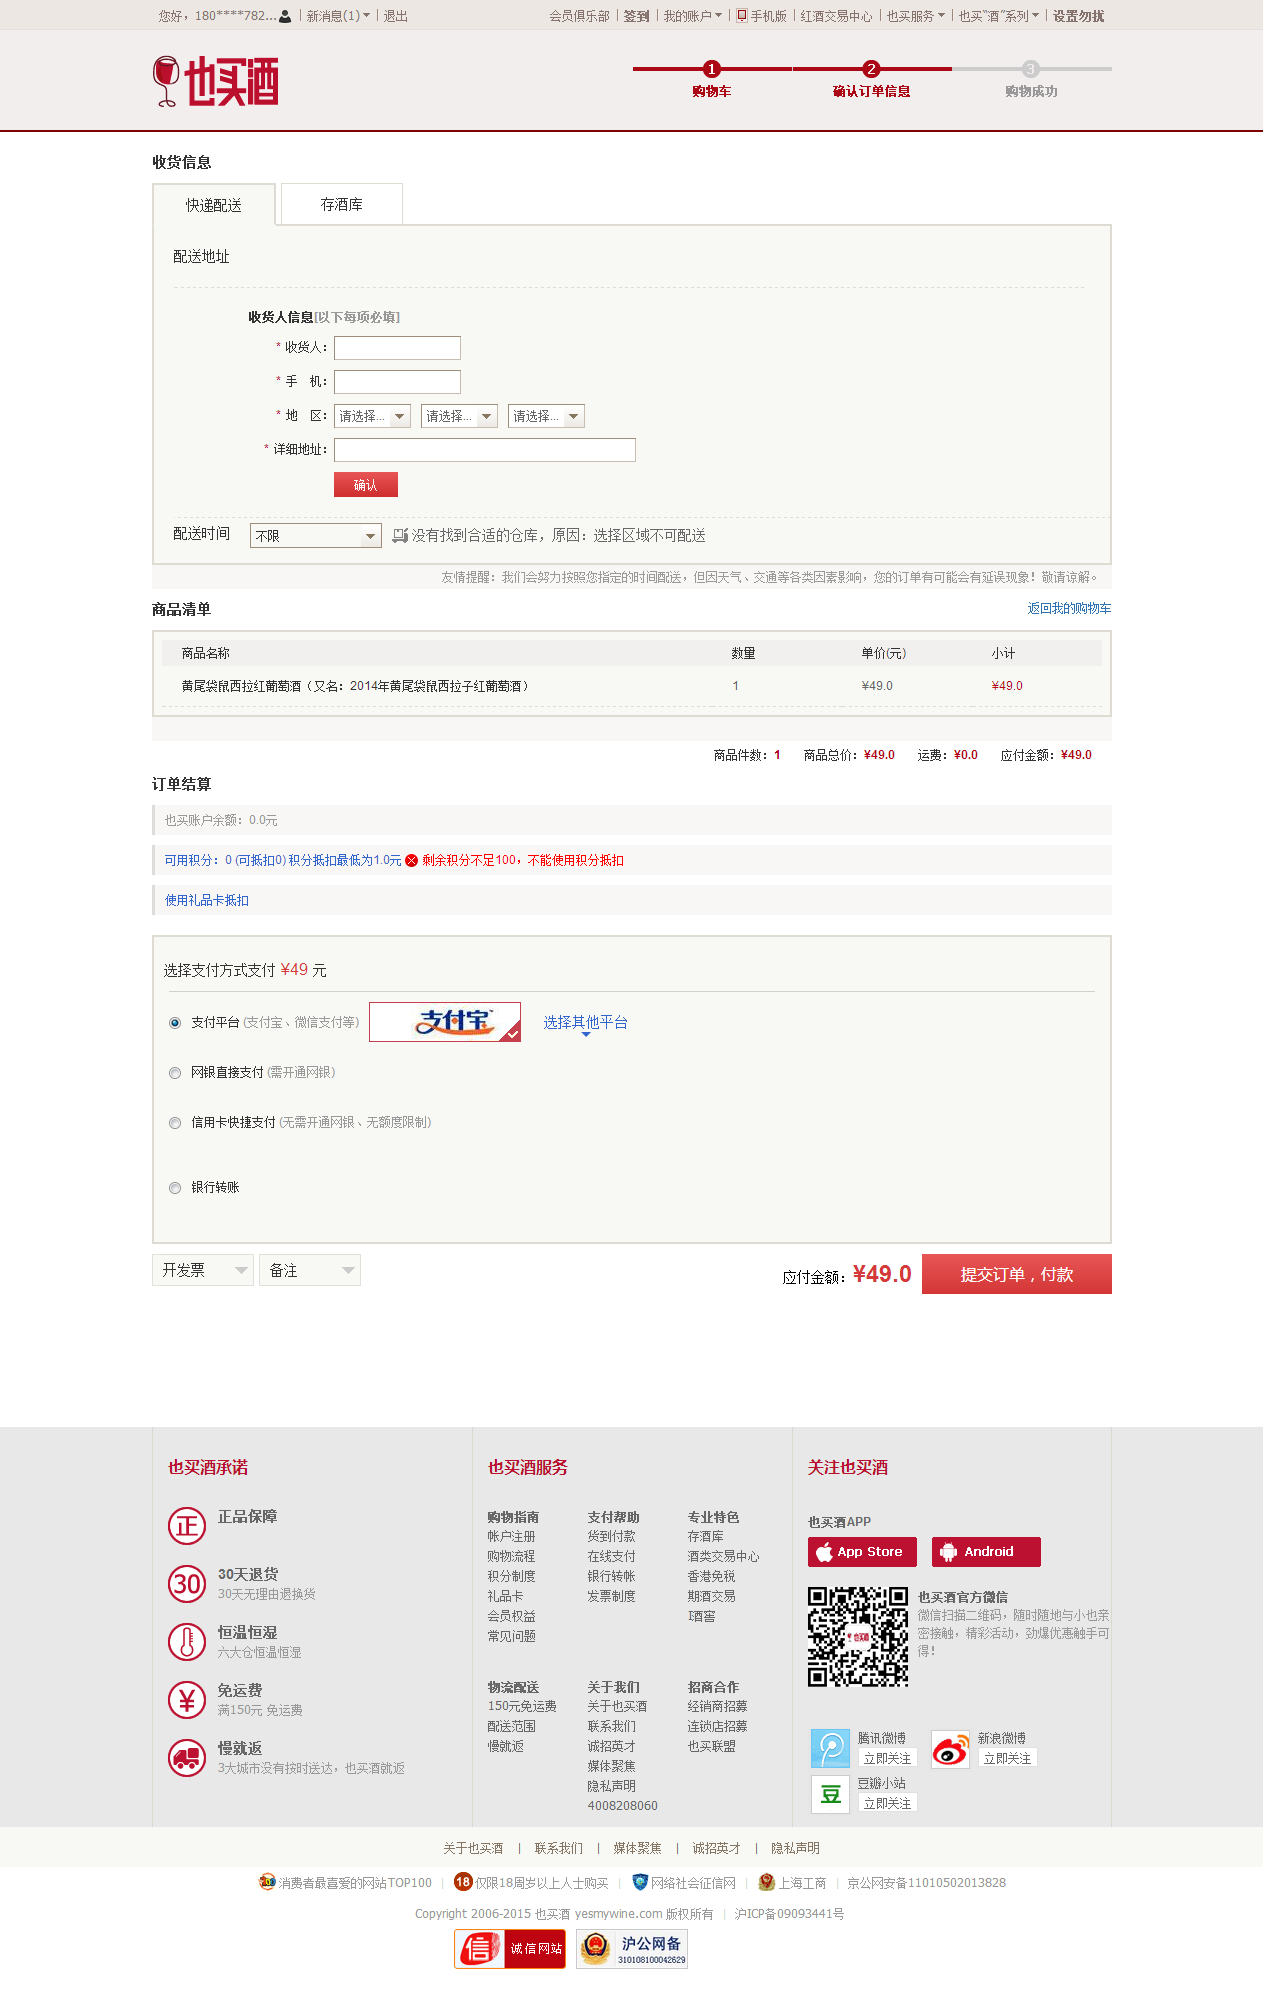 您好，180****782... 新消息(1) 退出 会员俱乐部 签到 我的账户 手机版 红酒交易中心 也买服务 也买“酒”系列 设置勿扰
也买酒
1 2 3
购物车 确认订单信息 购物成功
收货信息
快递配送 存酒库
配送地址
收货人信息[以下每项必填]
* 收货人：
* 手 机：
* 地 区： 请选择... 请选择... 请选择...
* 详细地址：
确认
配送时间 不限 没有找到合适的仓库，原因：选择区域不可配送
友情提醒：我们会努力按照您指定的时间配送，但因天气、交通等各类因素影响，您的订单有可能会有延误现象！敬请谅解。
商品清单 返回我的购物车
商品名称 数量 单价(元) 小计
黄尾袋鼠西拉红葡萄酒（又名：2014年黄尾袋鼠西拉子红葡萄酒） 1 ¥49.0 ¥49.0
商品件数：1 商品总价：¥49.0 运费：¥0.0 应付金额：¥49.0
订单结算
也买账户余额：0.0元
可用积分：0 (可抵扣0) 积分抵扣最低为1.0元 剩余积分不足100，不能使用积分抵扣
使用礼品卡抵扣
选择支付方式支付 ¥49 元
支付平台 (支付宝、微信支付等) 支付宝 选择其他平台
网银直接支付 (需开通网银)
信用卡快捷支付 (无需开通网银、无额度限制)
银行转账
开发票 备注 应付金额：¥49.0 提交订单，付款
也买酒承诺 也买酒服务 关注也买酒
正 正品保障
30 30天退货
30天无理由退换货
恒温恒湿
六大仓恒温恒湿
¥ 免运费
满150元 免运费
慢就返
3大城市没有按时送达，也买酒就返
购物指南 支付帮助 专业特色
帐户注册 货到付款 存酒库
购物流程 在线支付 酒类交易中心
积分制度 银行转帐 香港免税
礼品卡 发票制度 期酒交易
会员权益 i酒窖
常见问题
物流配送 关于我们 招商合作
150元免运费 关于也买酒 经销商招募
配送范围 联系我们 连锁店招募
慢就返 诚招英才 也买联盟
媒体聚焦
隐私声明
4008208060
也买酒APP
App Store Android
也买酒
也买酒官方微信
微信扫描二维码，随时随地与小也亲
密接触，精彩活动，劲爆优惠触手可
得！
腾讯微博 新浪微博
立即关注 立即关注
豆 豆瓣小站
立即关注
关于也买酒 | 联系我们 | 媒体聚焦 | 诚招英才 | 隐私声明
消费者最喜爱的网站TOP100 | 18 仅限18周岁以上人士购买 | 网络社会征信网 | 上海工商 | 京公网安备11010502013828
Copyright 2006-2015 也买酒 yesmywine.com 版权所有 | 沪ICP备09093441号
信 诚信网站 沪公网备
310108100042629